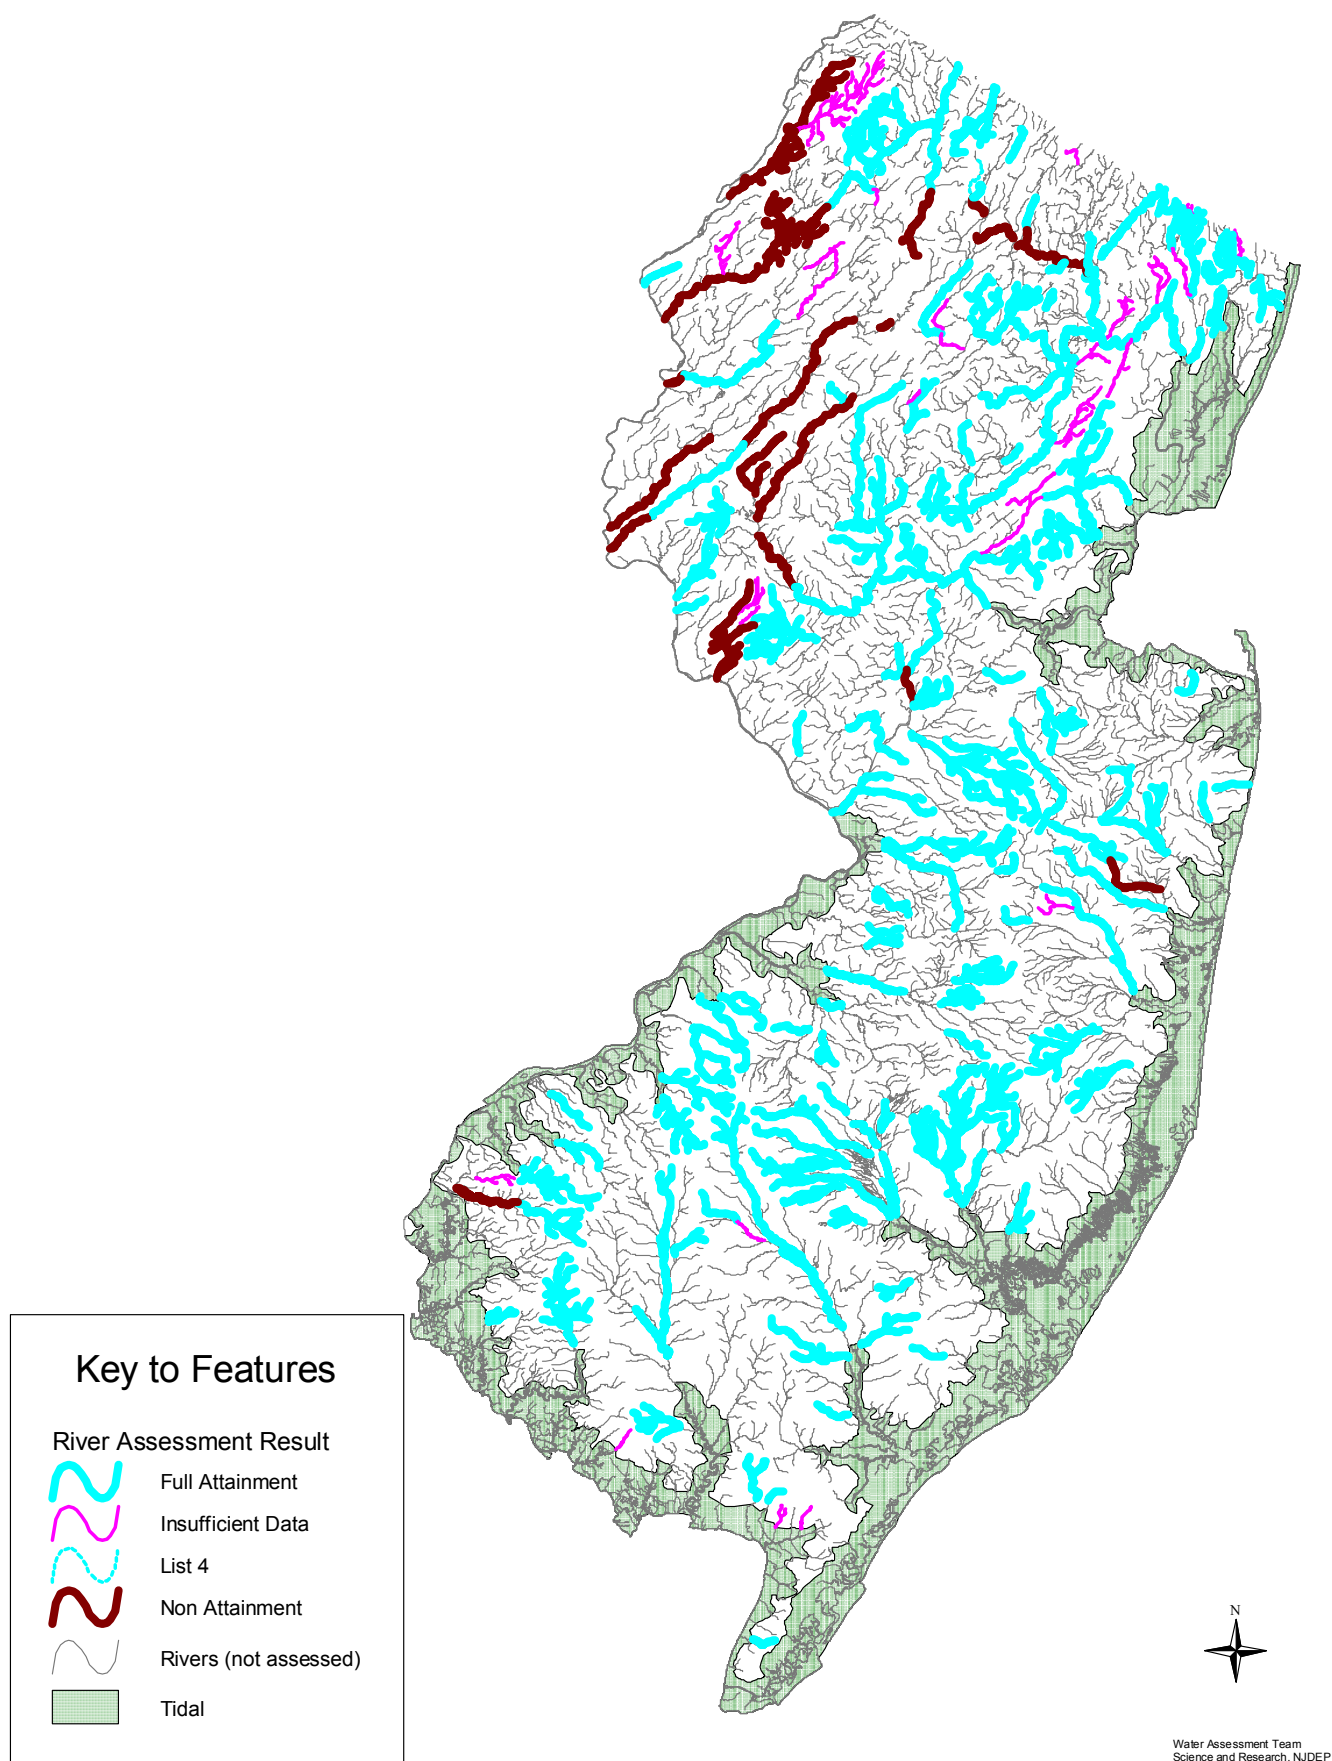 Key to Features
River Assessment Result
Full Attainment
Insufficient Data
List 4
Non Attainment
Rivers (not assessed)
Tidal
N
Water Assessment Team
Science and Research, NJDEP